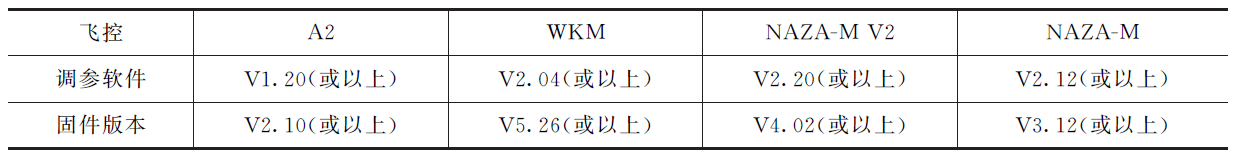 飞控 A2 WKM NAZA-M V2 NAZA-M
调参软件 V1.20(或以上) V2.04(或以上) V2.20(或以上) V2.12(或以上)
固件版本 V2.10(或以上) V5.26(或以上) V4.02(或以上) V3.12(或以上)